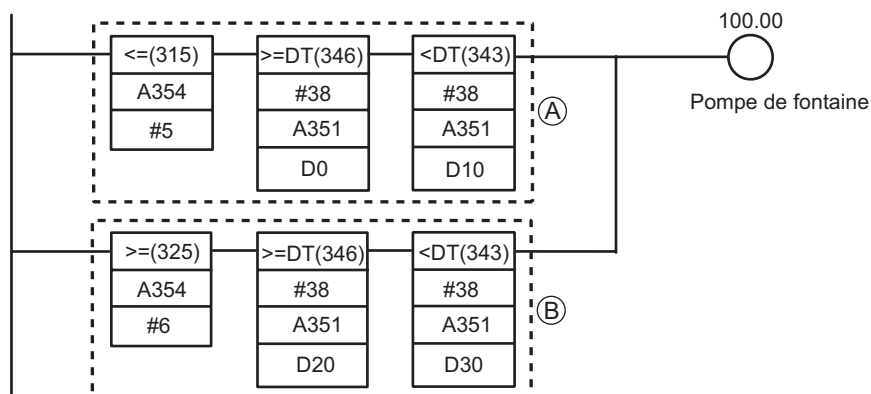 100.00
<=(315) >=DT(346) <DT(343)
A354 #38 #38
#5 A351 A351
D0 D10
A
Pompe de fontaine
>=(325) >=DT(346) <DT(343)
A354 #38 #38
#6 A351 A351
D20 D30
B